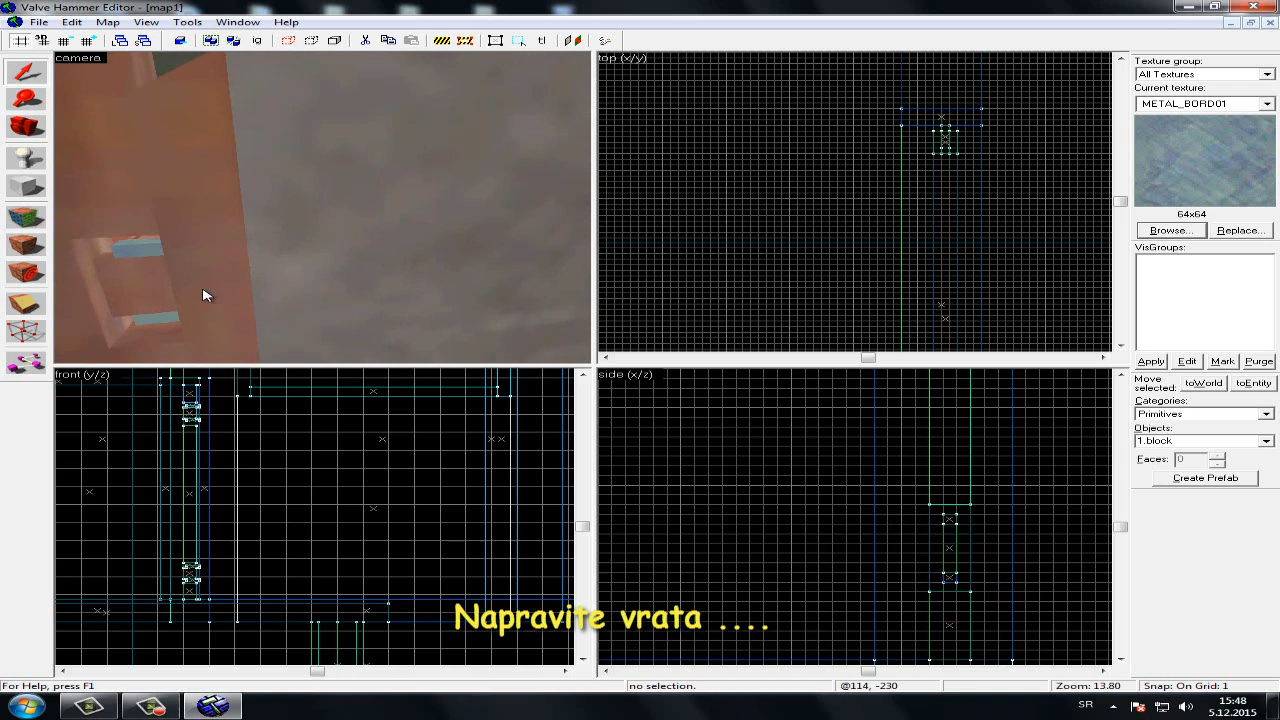 Valve Hammer Editor - [map1]
File Edit Map View Tools Window Help
camera
top (x/y)
front (y/z)
side (x/z)
Texture group:
All Textures
Current texture:
METAL_BORD01
64x64
Browse... Replace...
VisGroups:
Apply Edit Mark Purge
Move
selected: toWorld toEntity
Categories:
Primitives
Objects:
1.block
Faces: 0
Create Prefab
Napravite vrata ....
For Help, press F1 no selection. @114, -230 Zoom: 13.80 Snap: On Grid: 1
SR 15:48
5.12.2015